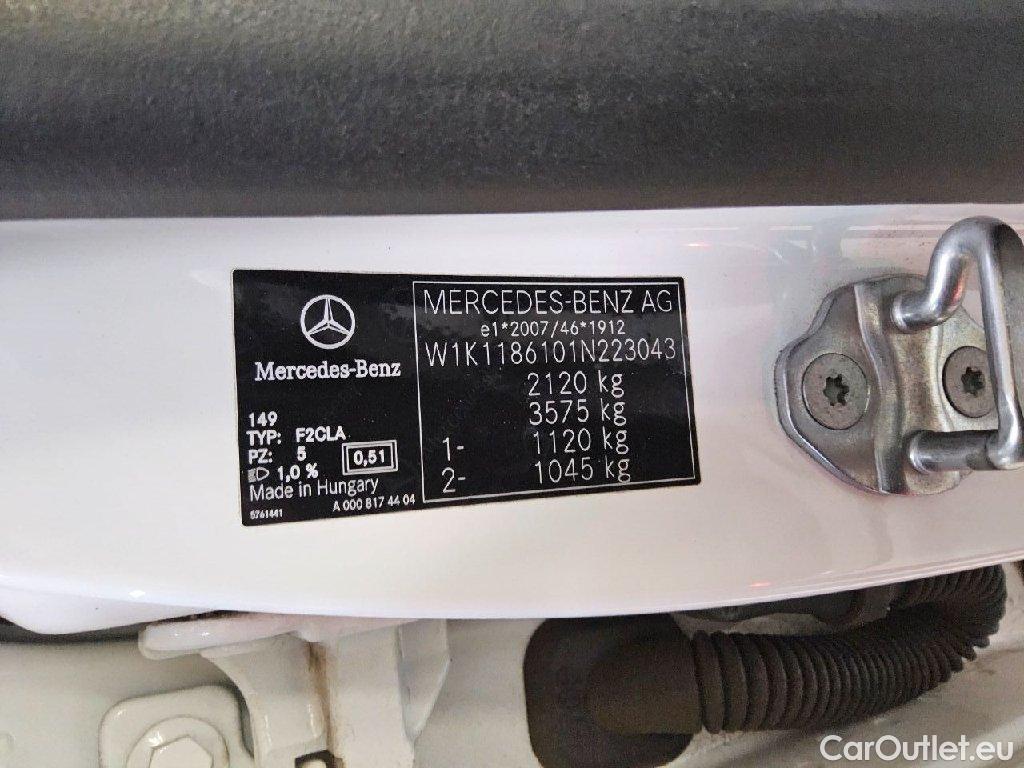 Mercedes-Benz
149
TYP: F2CLA
PZ: 5
0,51
1,0 %
Made in Hungary
5761441
A 000 817 44 04
MERCEDES-BENZ AG
e1*2007/46*1912
W1K1186101N223043
2120 kg
3575 kg
1- 1120 kg
2- 1045 kg
CarOutlet.eu